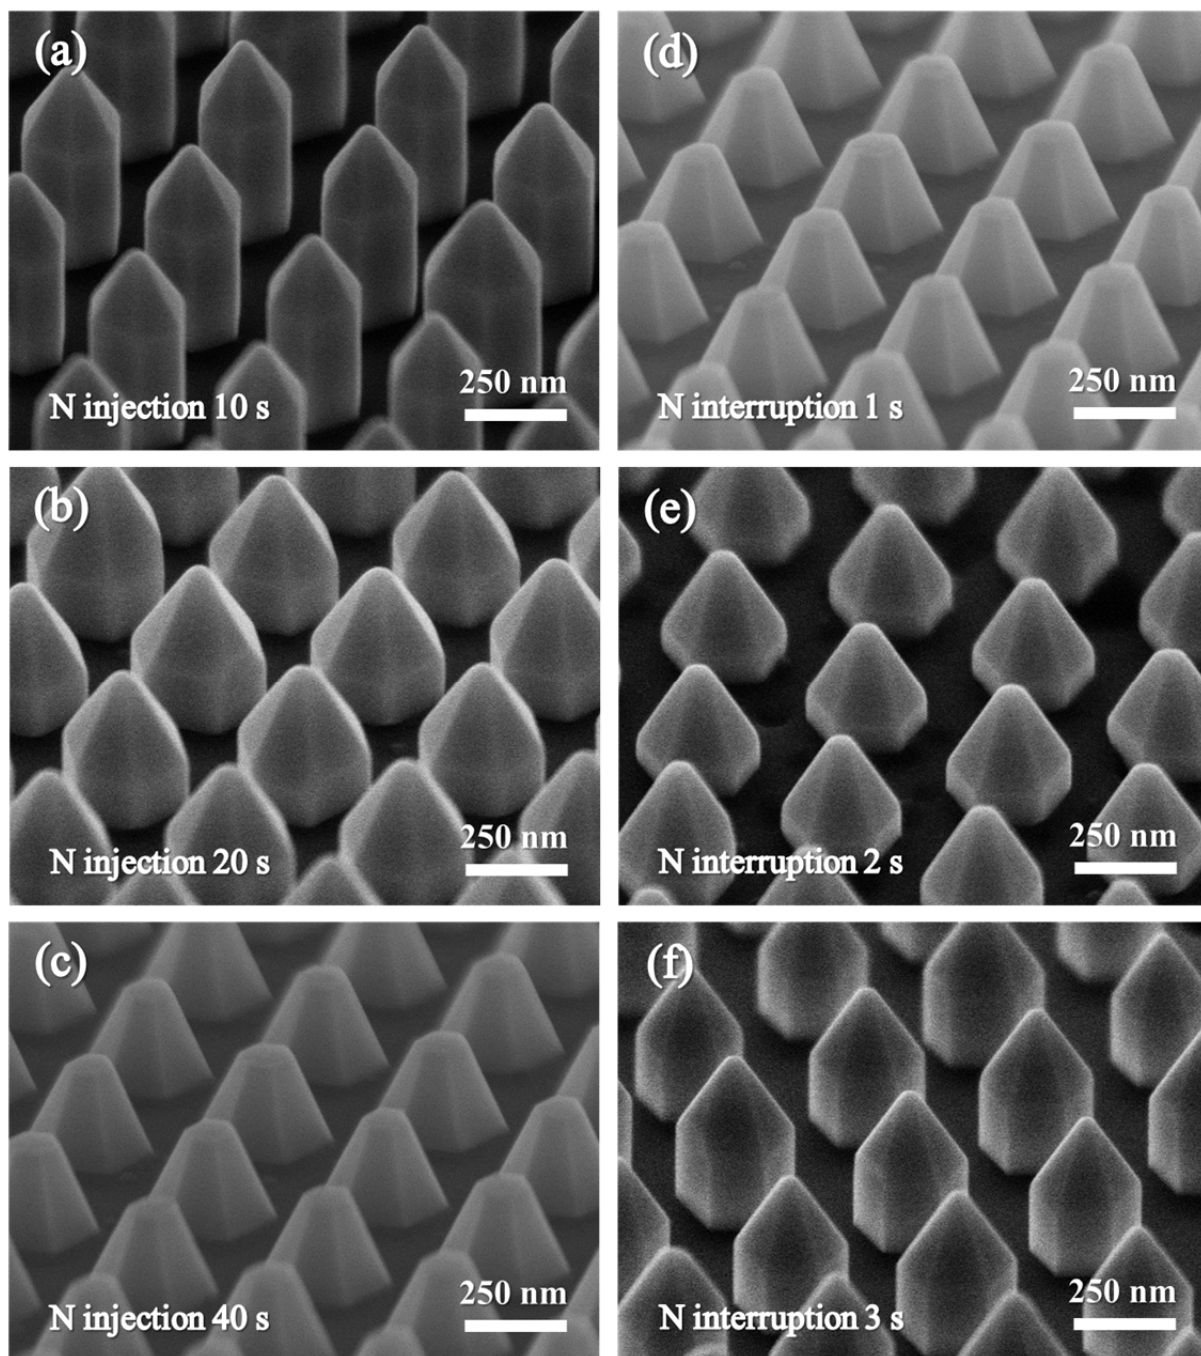 (a)
250 nm
N injection 10 s
(d)
250 nm
N interruption 1 s
(b)
250 nm
N injection 20 s
(e)
250 nm
N interruption 2 s
(c)
250 nm
N injection 40 s
(f)
250 nm
N interruption 3 s